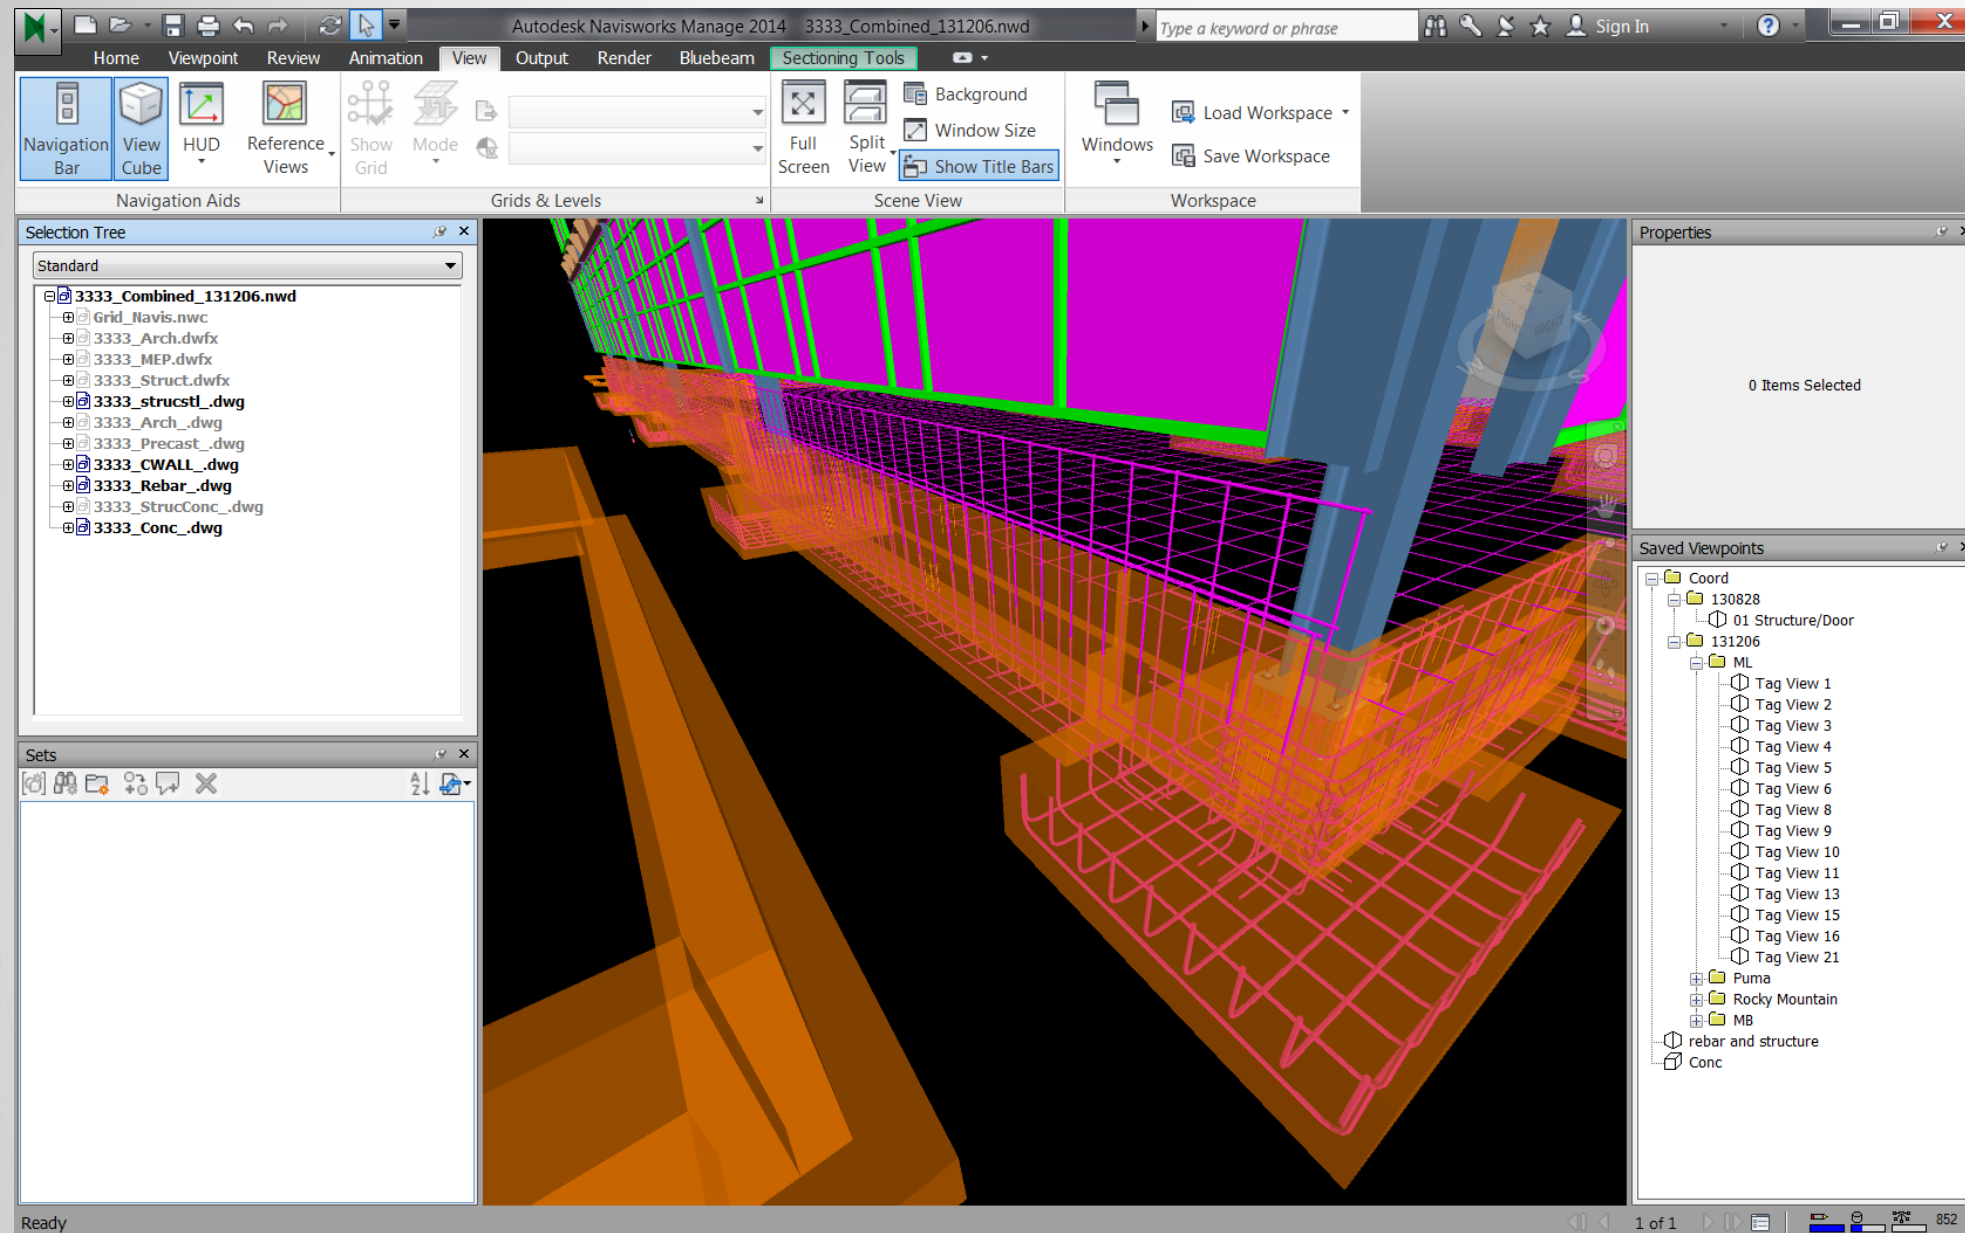 Autodesk Navisworks Manage 2014 3333_Combined_131206.nwd
Type a keyword or phrase
Sign In
Home Viewpoint Review Animation View Output Render Bluebeam Sectioning Tools
Navigation Bar
View Cube
HUD
Reference Views
Show Grid
Mode
Full Screen
Split View
Background
Window Size
Show Title Bars
Windows
Load Workspace
Save Workspace
Navigation Aids
Grids & Levels
Scene View
Workspace
Selection Tree
Standard
3333_Combined_131206.nwd
Grid_Navis.nwc
3333_Arch.dwfx
3333_MEP.dwfx
3333_Struct.dwfx
3333_strucstl_.dwg
3333_Arch_.dwg
3333_Precast_.dwg
3333_CWALL_.dwg
3333_Rebar_.dwg
3333_StrucConc_.dwg
3333_Conc_.dwg
Sets
FRONT
RIGHT
W
S
Properties
0 Items Selected
Saved Viewpoints
Coord
130828
01 Structure/Door
131206
ML
Tag View 1
Tag View 2
Tag View 3
Tag View 4
Tag View 5
Tag View 6
Tag View 8
Tag View 9
Tag View 10
Tag View 11
Tag View 13
Tag View 15
Tag View 16
Tag View 21
Puma
Rocky Mountain
MB
rebar and structure
Conc
Ready
1 of 1
852